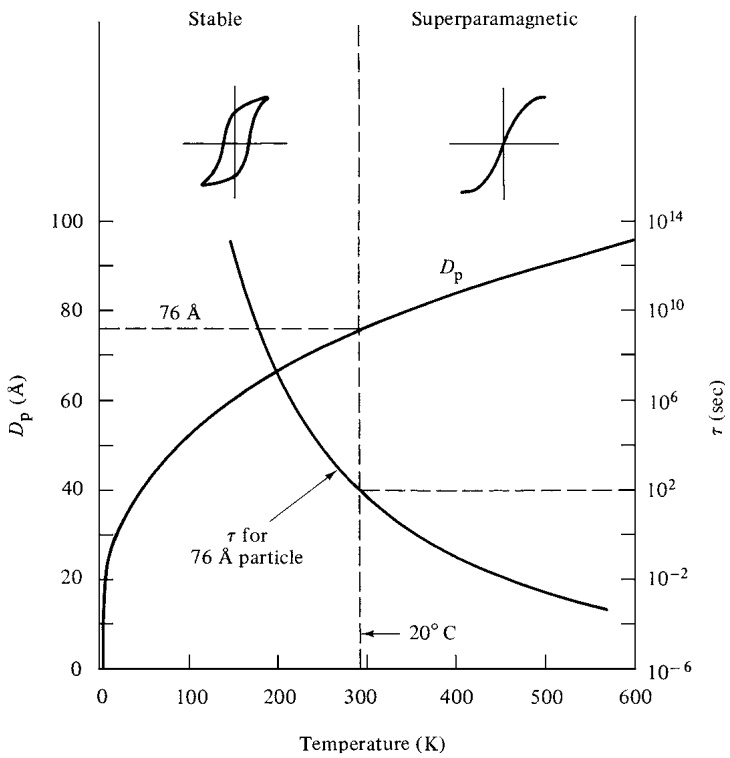 Stable
Superparamagnetic
100
80
60
40
20
0
D_p (Å)
76 Å
D_p
τ for
76 Å particle
20° C
10^14
10^10
10^6
10^2
10^−2
10^−6
τ (sec)
0 100 200 300 400 500 600
Temperature (K)